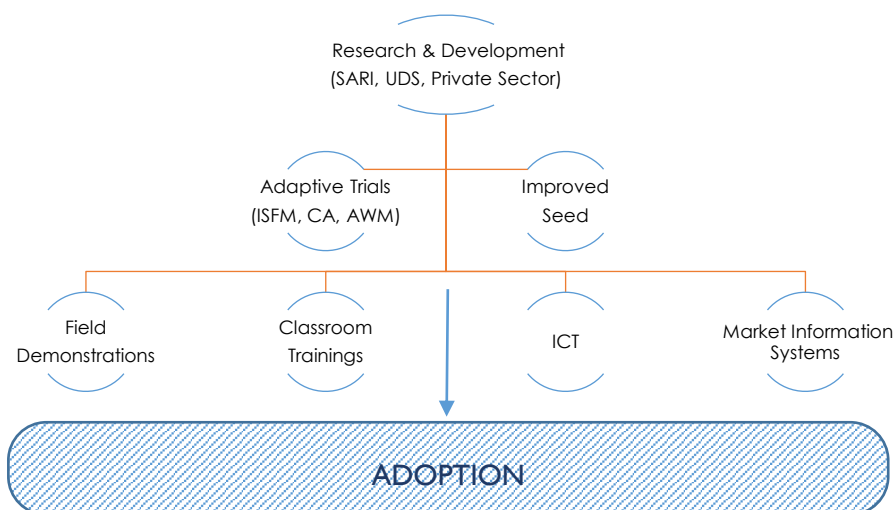 Research & Development
(SARI, UDS, Private Sector)
Adaptive Trials
(ISFM, CA, AWM)
Improved
Seed
Field
Demonstrations
Classroom
Trainings
ICT
Market Information
Systems
ADOPTION